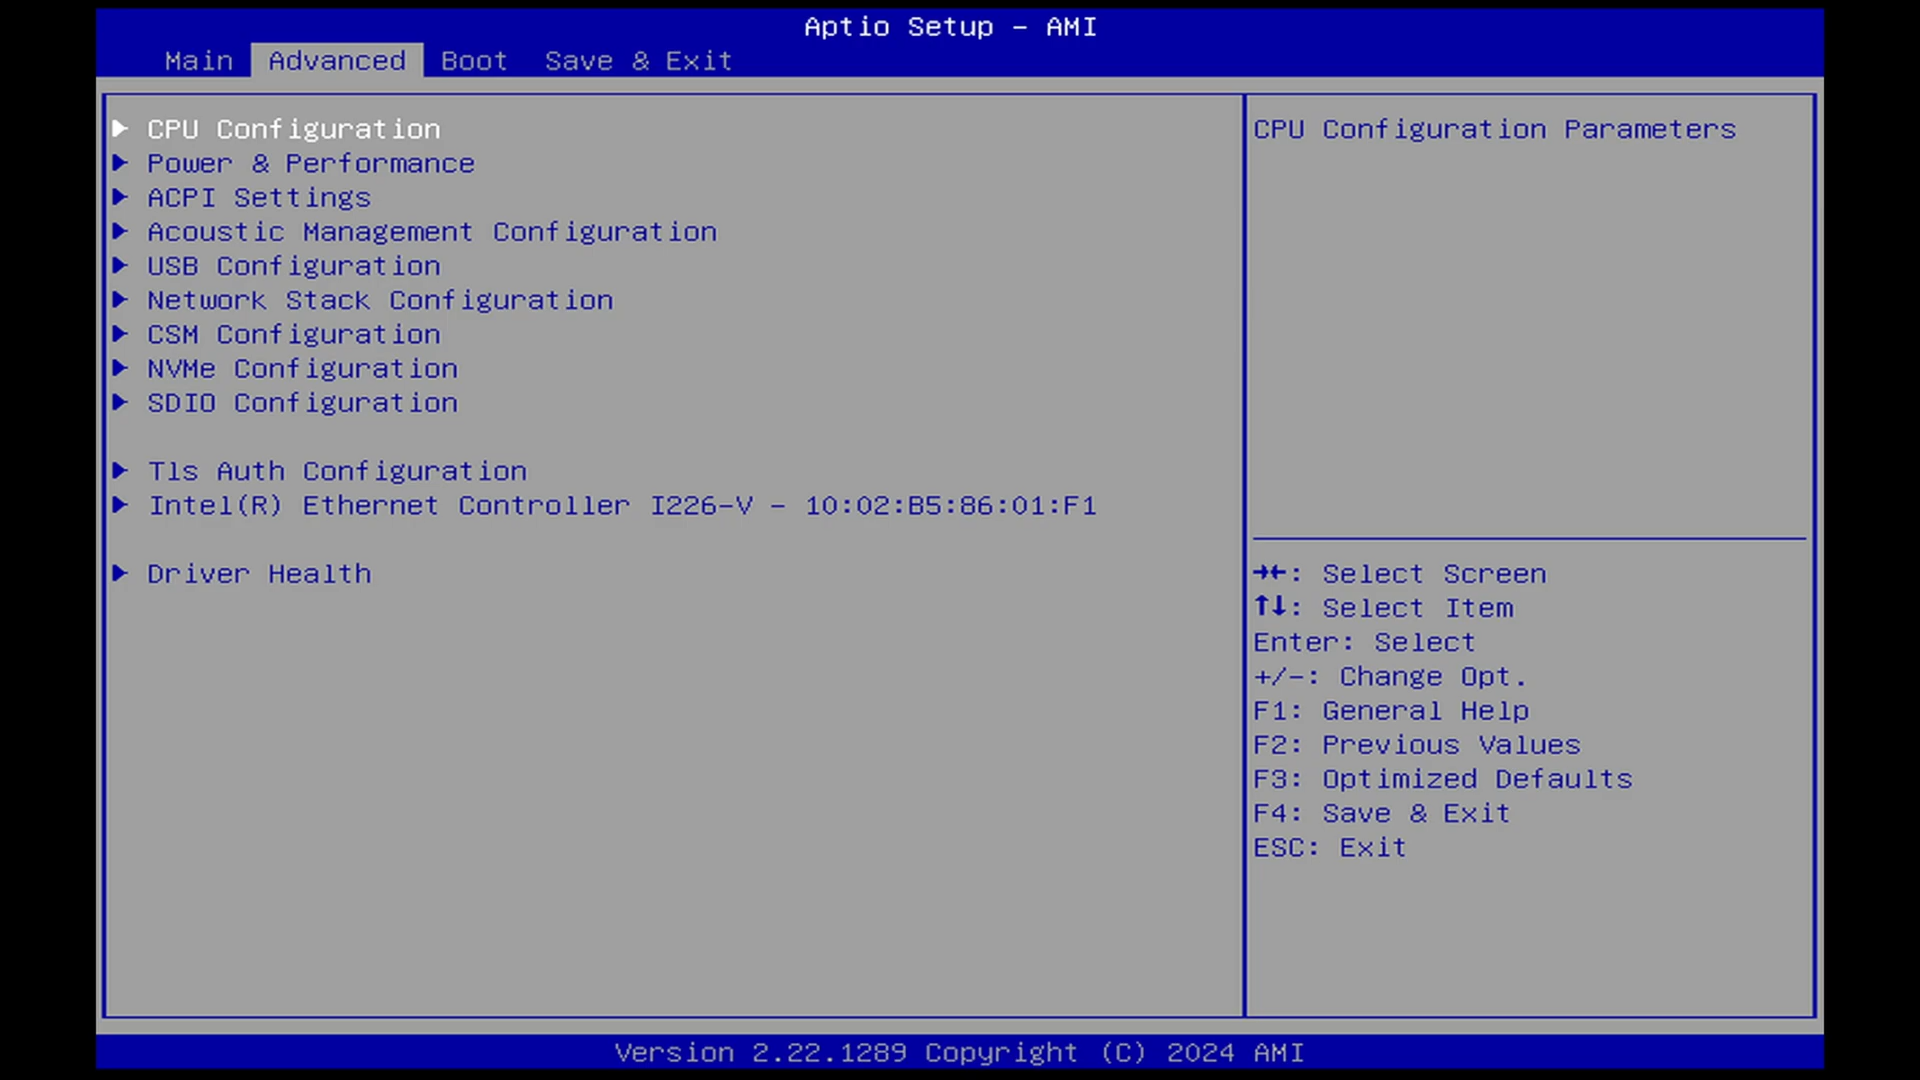 Aptio Setup – AMI
Main Advanced Boot Save & Exit
▶ CPU Configuration
▶ Power & Performance
▶ ACPI Settings
▶ Acoustic Management Configuration
▶ USB Configuration
▶ Network Stack Configuration
▶ CSM Configuration
▶ NVMe Configuration
▶ SDIO Configuration
▶ Tls Auth Configuration
▶ Intel(R) Ethernet Controller I226-V – 10:02:B5:86:01:F1
▶ Driver Health
CPU Configuration Parameters
→←: Select Screen
↑↓: Select Item
Enter: Select
+/-: Change Opt.
F1: General Help
F2: Previous Values
F3: Optimized Defaults
F4: Save & Exit
ESC: Exit
Version 2.22.1289 Copyright (C) 2024 AMI